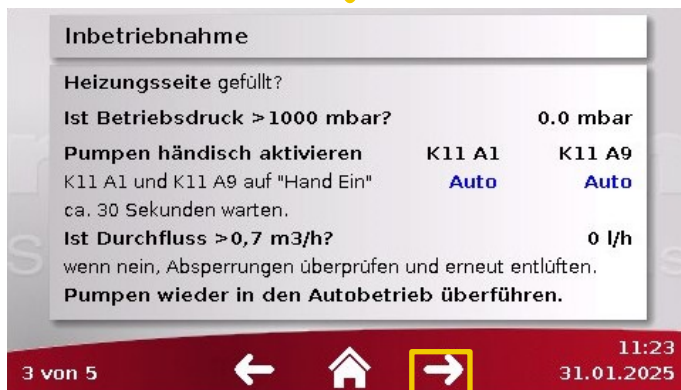 Inbetriebnahme
Heizungsseite gefüllt?
Ist Betriebsdruck >1000 mbar? 0.0 mbar
Pumpen händisch aktivieren K11 A1 K11 A9
K11 A1 und K11 A9 auf "Hand Ein" Auto Auto
ca. 30 Sekunden warten.
Ist Durchfluss >0,7 m3/h? 0 l/h
wenn nein, Absperrungen überprüfen und erneut entlüften.
Pumpen wieder in den Autobetrieb überführen.
11:23
3 von 5 31.01.2025